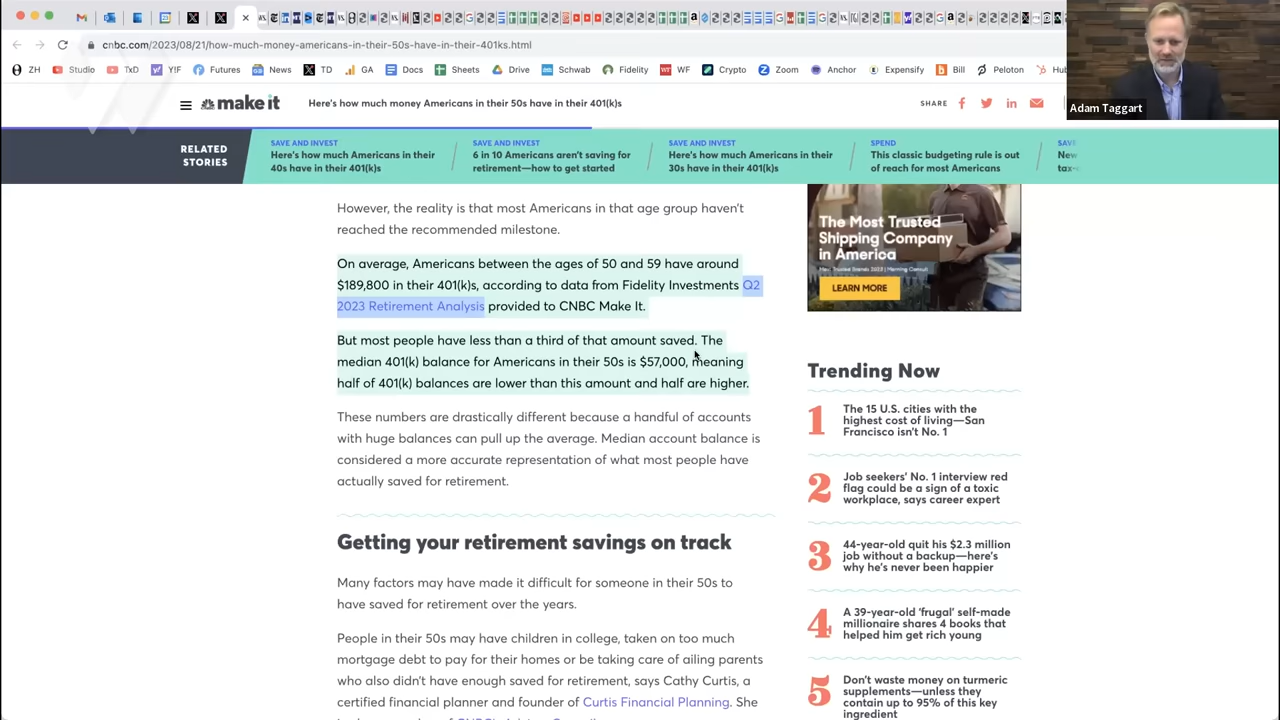 cnbc.com/2023/08/21/how-much-money-americans-in-their-50s-have-in-their-401ks.html
ZH Studio TxD Y!F Futures News TD GA Docs Sheets Drive Schwab Fidelity WF Crypto Zoom Anchor Expensify Bill Peloton Hub
Adam Taggart
make it
Here's how much money Americans in their 50s have in their 401(k)s
SHARE
RELATED
STORIES
SAVE AND INVEST
Here's how much Americans in their
40s have in their 401(k)s
SAVE AND INVEST
6 in 10 Americans aren't saving for
retirement—how to get started
SAVE AND INVEST
Here's how much Americans in their
30s have in their 401(k)s
SPEND
This classic budgeting rule is out
of reach for most Americans
SAVE
New
tax-
However, the reality is that most Americans in that age group haven't
reached the recommended milestone.
On average, Americans between the ages of 50 and 59 have around
$189,800 in their 401(k)s, according to data from Fidelity Investments Q2
2023 Retirement Analysis provided to CNBC Make It.
But most people have less than a third of that amount saved. The
median 401(k) balance for Americans in their 50s is $57,000, meaning
half of 401(k) balances are lower than this amount and half are higher.
These numbers are drastically different because a handful of accounts
with huge balances can pull up the average. Median account balance is
considered a more accurate representation of what most people have
actually saved for retirement.
Getting your retirement savings on track
Many factors may have made it difficult for someone in their 50s to
have saved for retirement over the years.
People in their 50s may have children in college, taken on too much
mortgage debt to pay for their homes or be taking care of ailing parents
who also didn't have enough saved for retirement, says Cathy Curtis, a
certified financial planner and founder of Curtis Financial Planning. She
The Most Trusted
Shipping Company
in America
Most Trusted Brands 2023 | Morning Consult
LEARN MORE
Trending Now
1
The 15 U.S. cities with the
highest cost of living—San
Francisco isn't No. 1
2
Job seekers' No. 1 interview red
flag could be a sign of a toxic
workplace, says career expert
3
44-year-old quit his $2.3 million
job without a backup—here's
why he's never been happier
4
A 39-year-old 'frugal' self-made
millionaire shares 4 books that
helped him get rich young
5
Don't waste money on turmeric
supplements—unless they
contain up to 95% of this key
ingredient